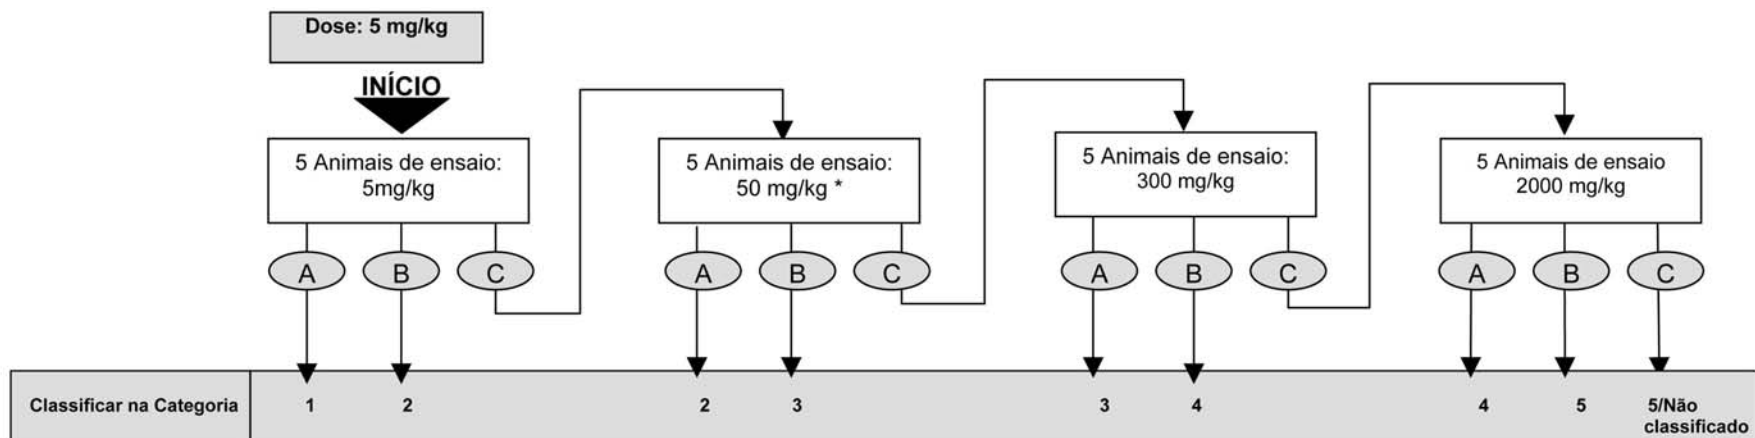 Dose: 5 mg/kg
INÍCIO
5 Animais de ensaio:
5mg/kg
5 Animais de ensaio:
50 mg/kg *
5 Animais de ensaio:
300 mg/kg
5 Animais de ensaio
2000 mg/kg
A B C A B C A B C A B C
Classificar na Categoria 1 2 2 3 3 4 4 5 5/Não
classificado